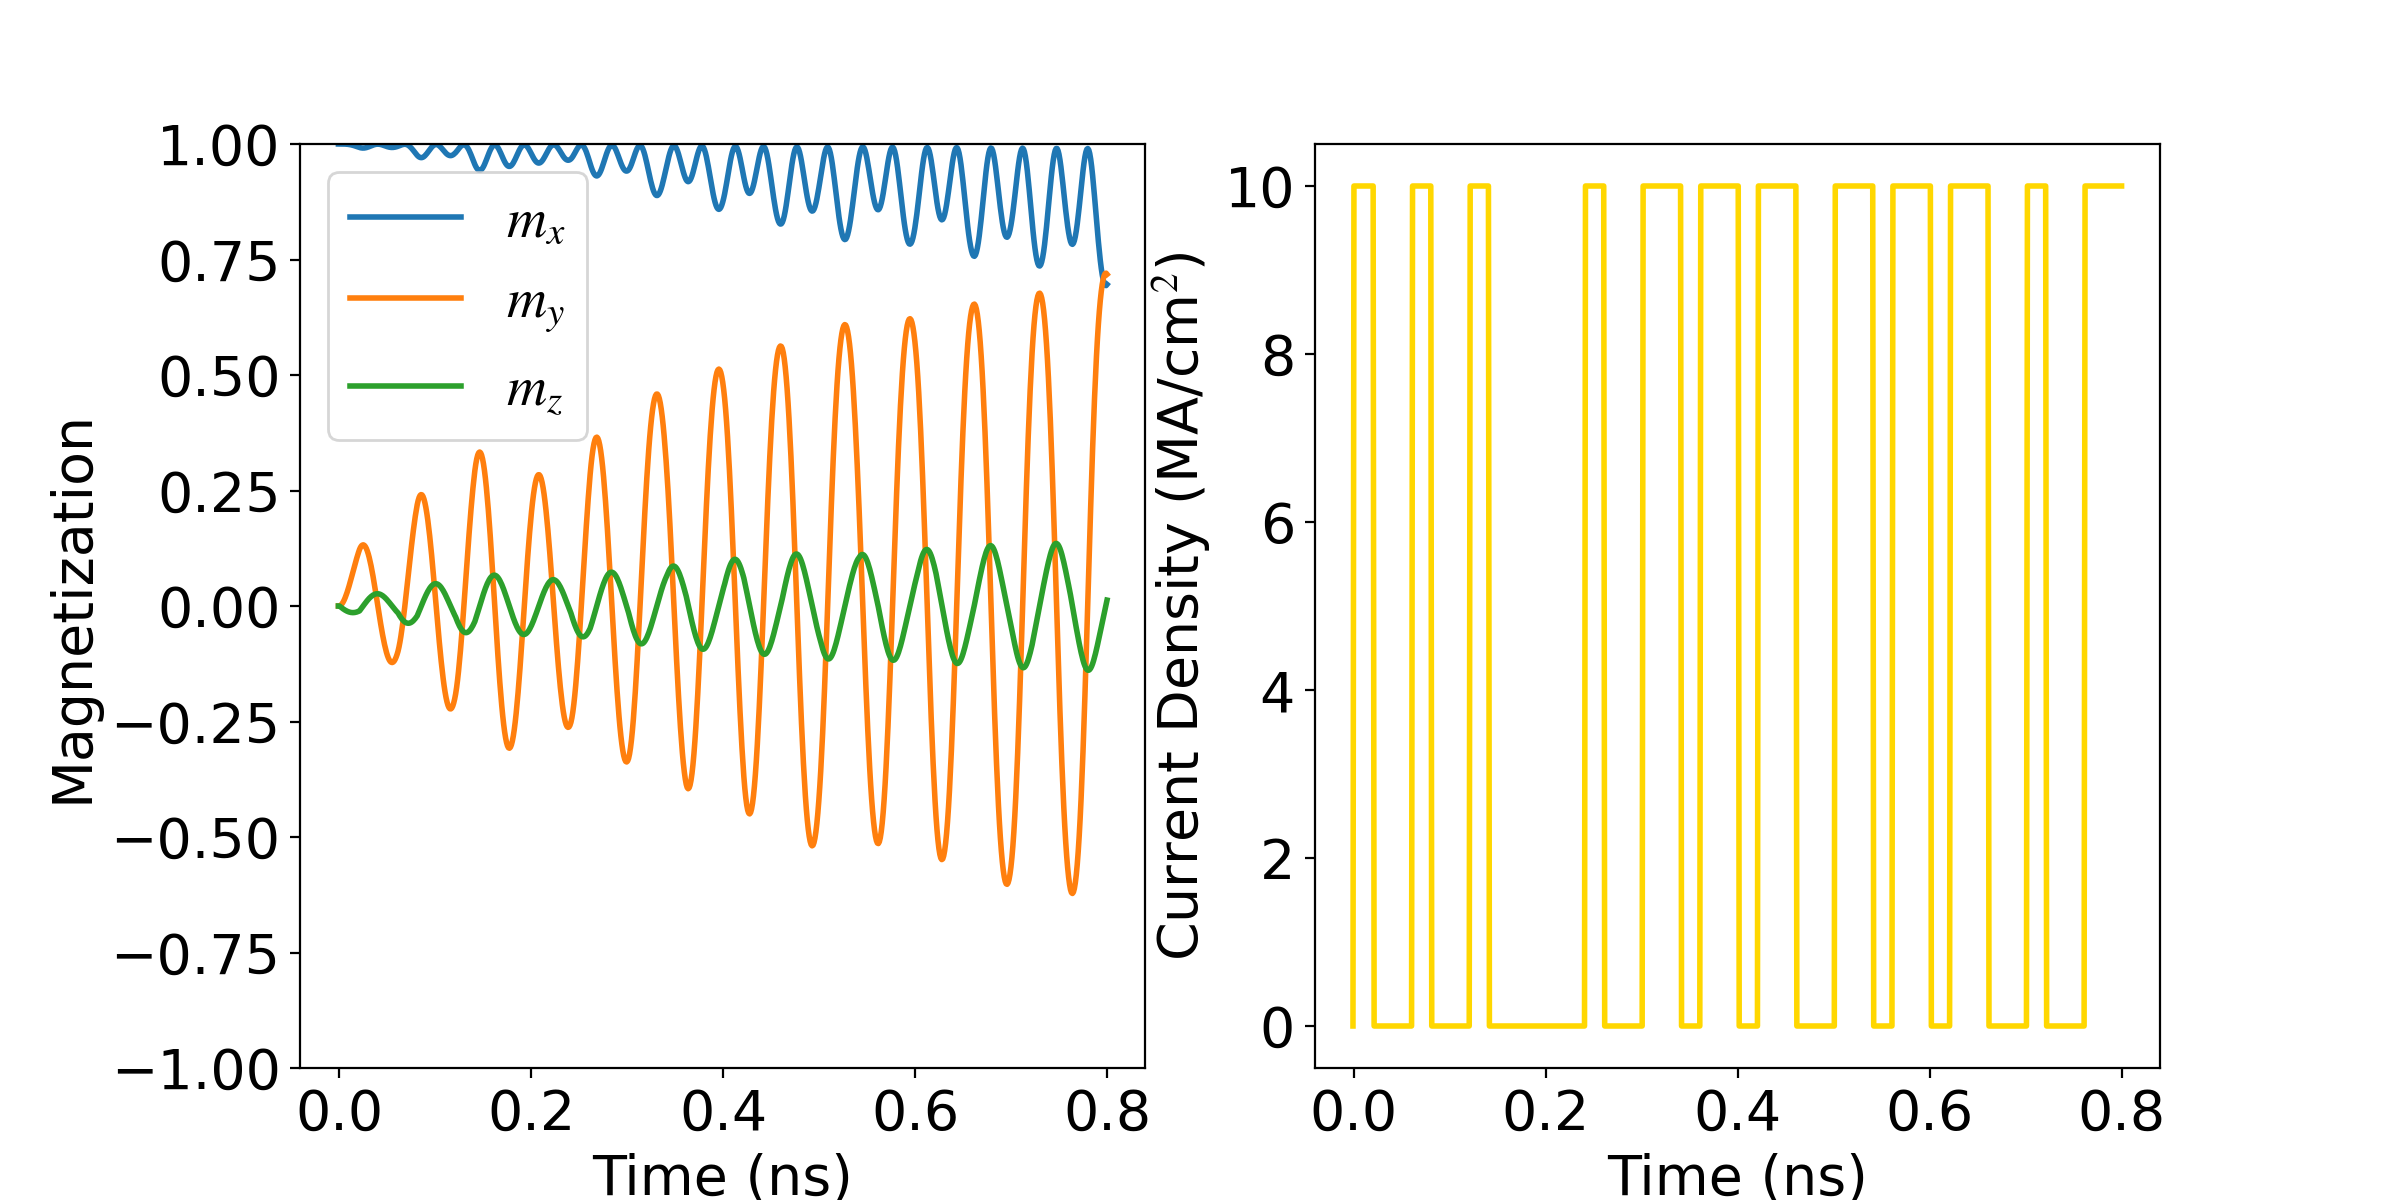 1.00
0.75
0.50
0.25
0.00
−0.25
−0.50
−0.75
−1.00
Magnetization
m_x
m_y
m_z
0.0 0.2 0.4 0.6 0.8
Time (ns)
10
8
6
4
2
0
Current Density (MA/cm²)
0.0 0.2 0.4 0.6 0.8
Time (ns)